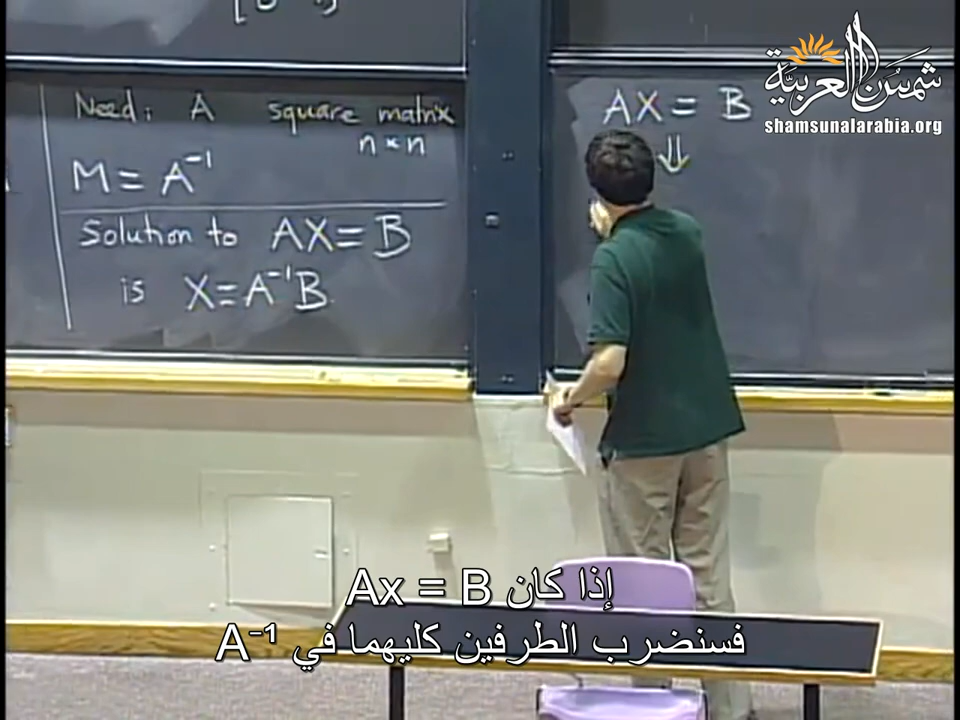 Need: A square matrix
n × n
M = A⁻¹
Solution to AX = B
is X = A⁻¹B
AX = B
⇓
شمس العربية
shamsunalarabia.org
إذا كان Ax = B
فسنضرب الطرفين كليهما في A⁻¹